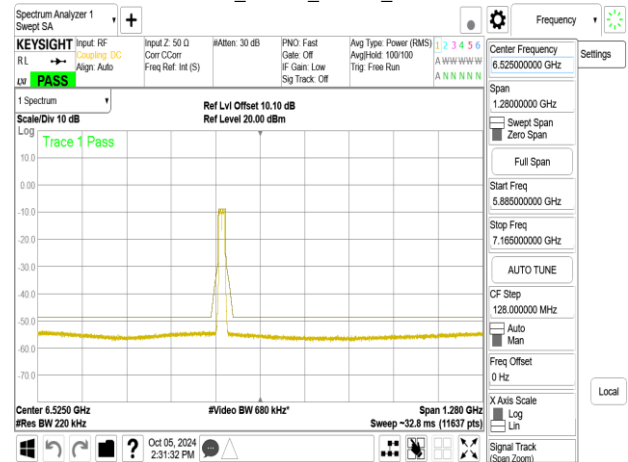 Spectrum Analyzer 1
Swept SA
+
Frequency
KEYSIGHT
RL
LXI
PASS
Input: RF
Coupling: DC
Align: Auto
Input Z: 50 Ω
Corr CCorr
Freq Ref: Int (S)
#Atten: 30 dB
PNO: Fast
Gate: Off
IF Gain: Low
Sig Track: Off
Avg Type: Power (RMS)
Avg|Hold: 100/100
Trig: Free Run
1 2 3 4 5 6
A W W W W W
A N N N N N
Center Frequency
6.525000000 GHz
Settings
Span
1.28000000 GHz
Swept Span
Zero Span
Full Span
Start Freq
5.885000000 GHz
Stop Freq
7.165000000 GHz
AUTO TUNE
CF Step
128.000000 MHz
Auto
Man
Freq Offset
0 Hz
X Axis Scale
Log
Lin
Local
Signal Track
(Span Zoom)
1 Spectrum
Scale/Div 10 dB
Ref Lvl Offset 10.10 dB
Ref Level 20.00 dBm
Log
Trace 1 Pass
10.0
0.00
-10.0
-20.0
-30.0
-40.0
-50.0
-60.0
-70.0
Center 6.5250 GHz
#Video BW 680 kHz*
Span 1.280 GHz
#Res BW 220 kHz
Sweep ~32.8 ms (11637 pts)
?
Oct 05, 2024
2:31:32 PM